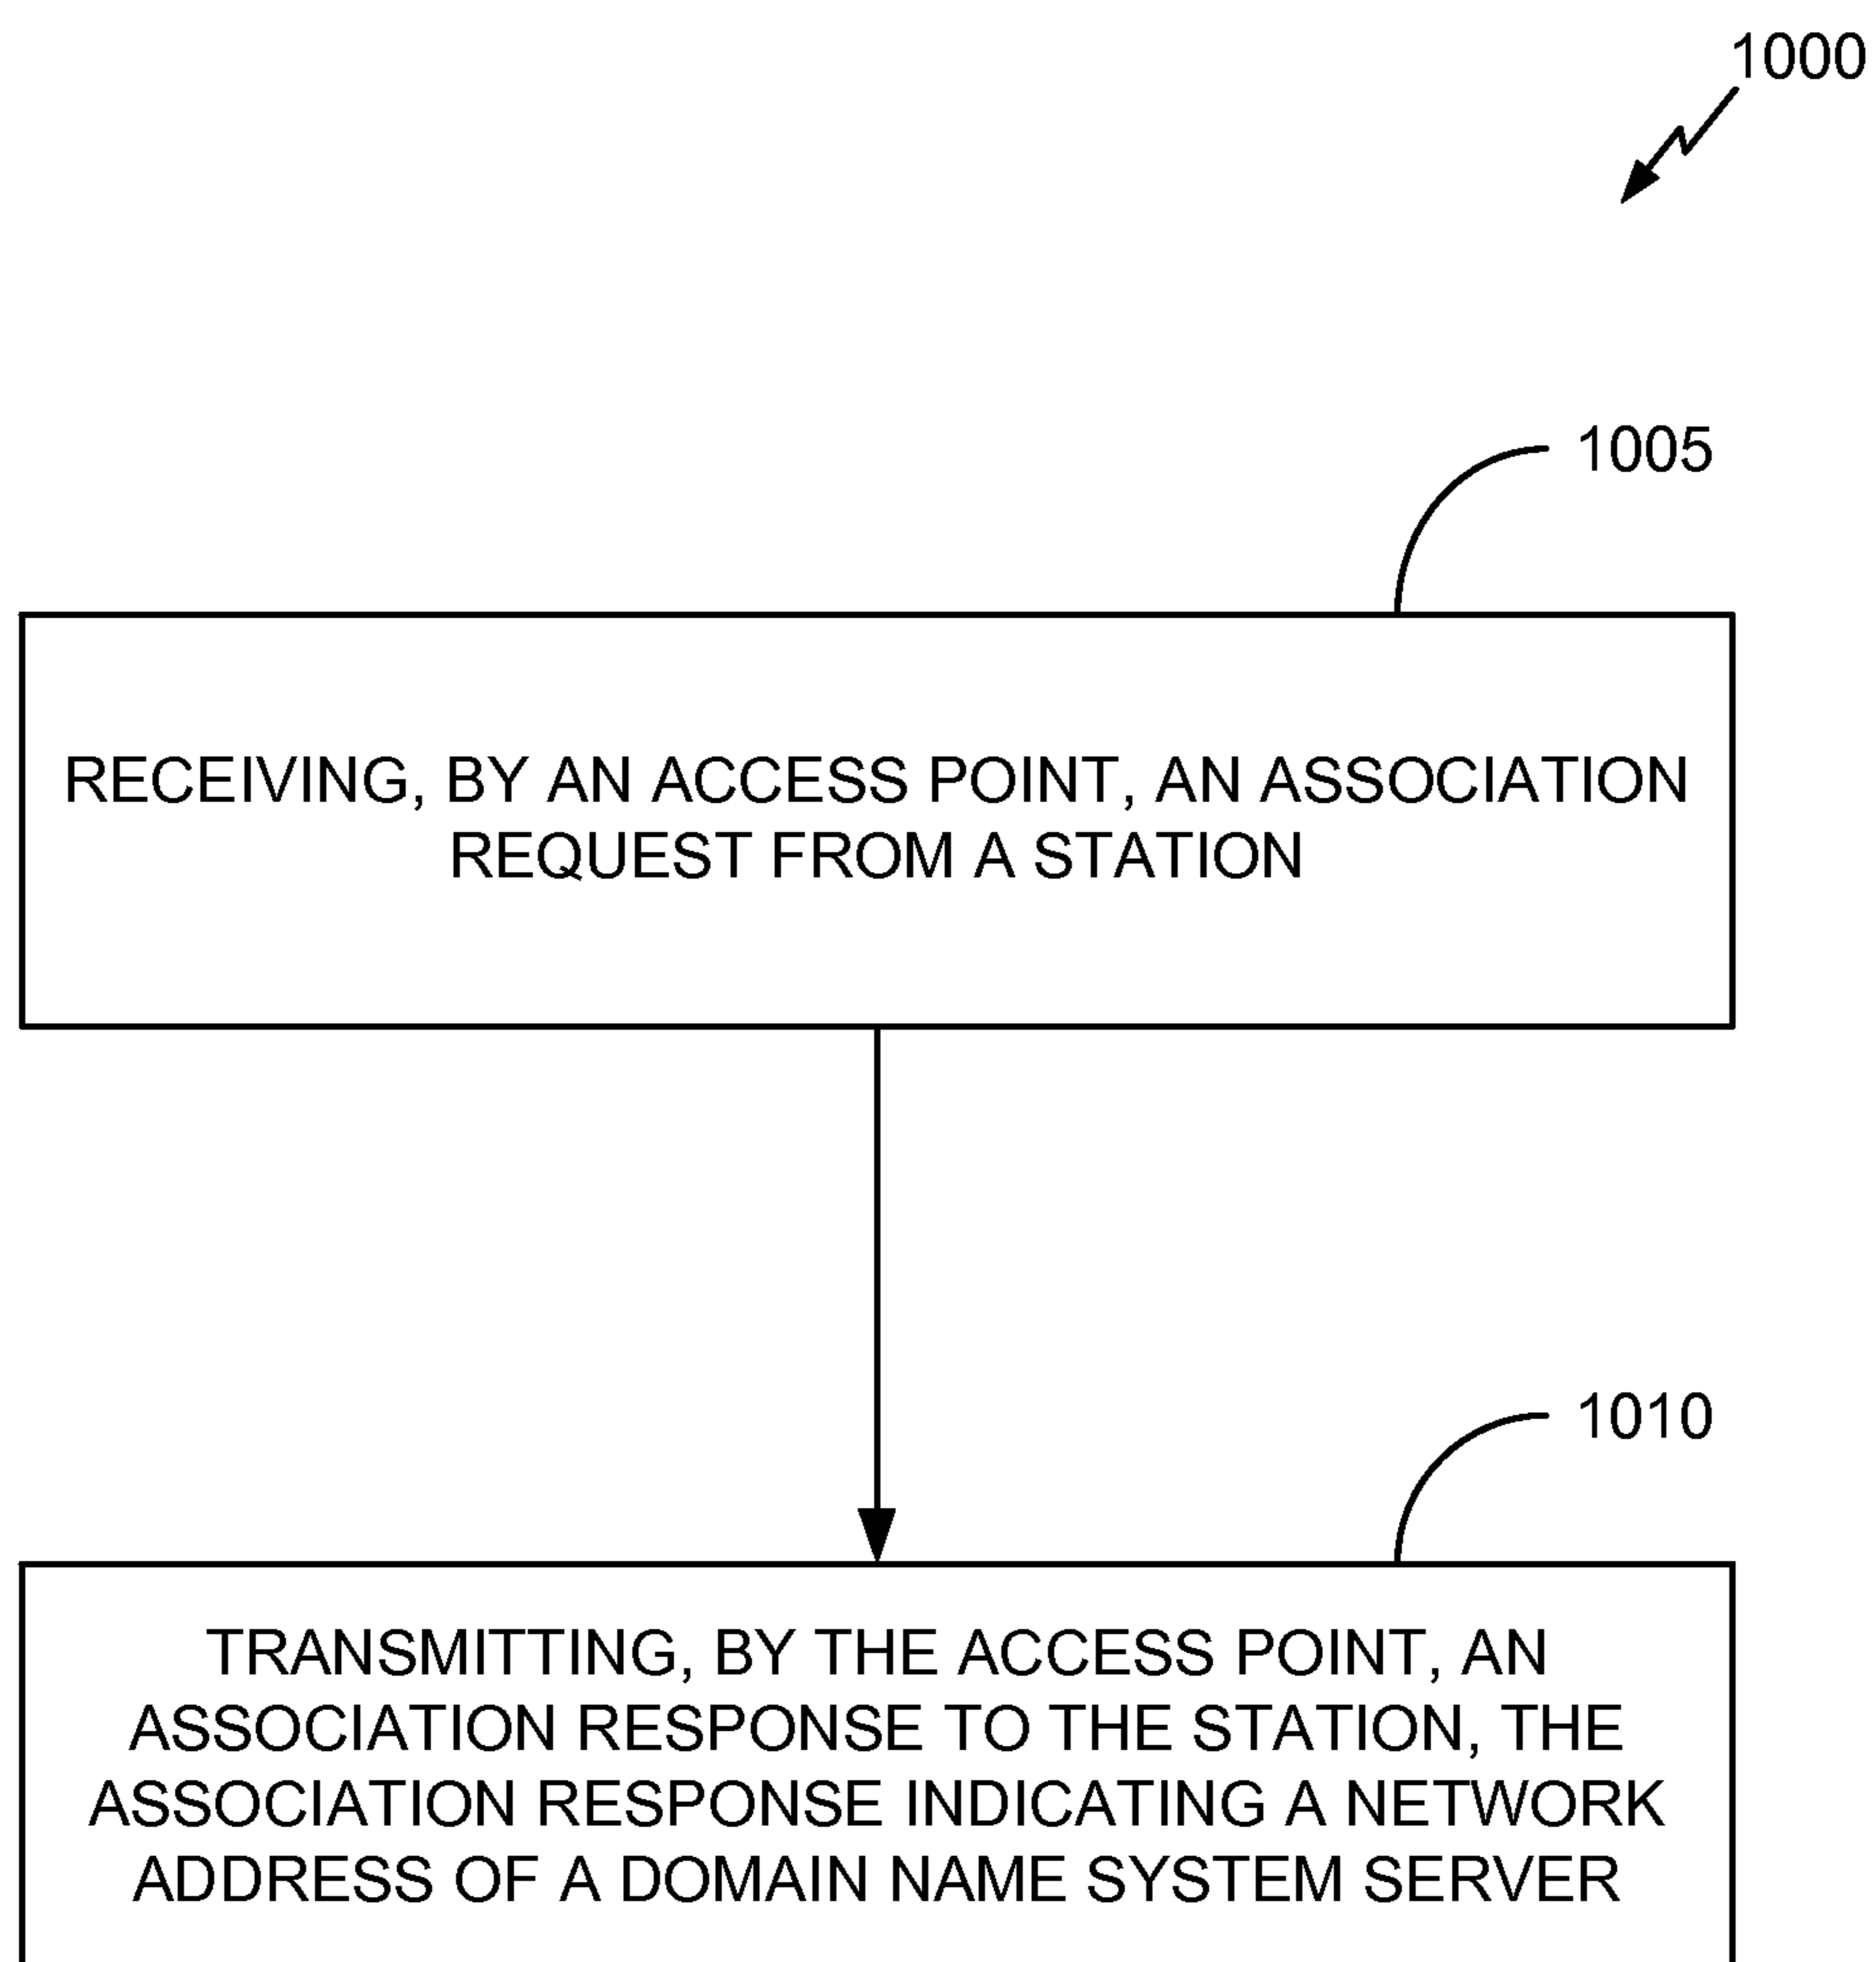 1000
1005
RECEIVING, BY AN ACCESS POINT, AN ASSOCIATION
REQUEST FROM A STATION
1010
TRANSMITTING, BY THE ACCESS POINT, AN
ASSOCIATION RESPONSE TO THE STATION, THE
ASSOCIATION RESPONSE INDICATING A NETWORK
ADDRESS OF A DOMAIN NAME SYSTEM SERVER